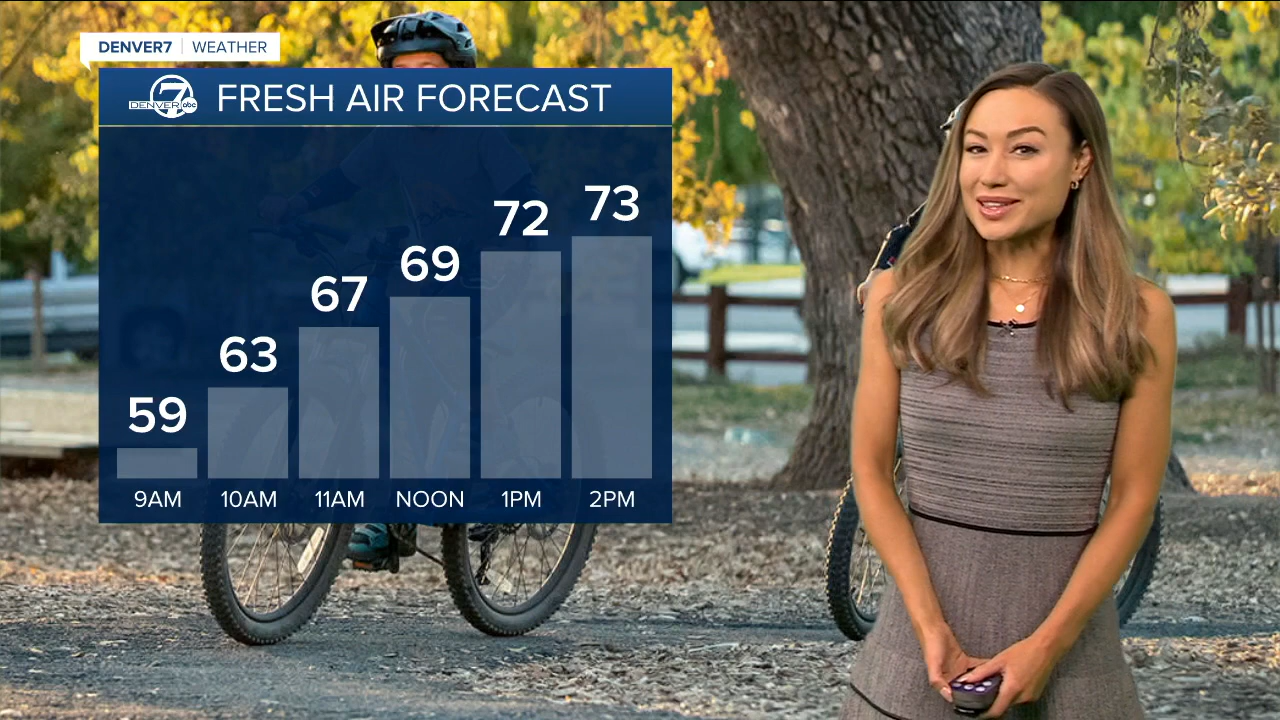 DENVER7 | WEATHER
DENVER 7 abc
FRESH AIR FORECAST
59 63 67 69 72 73
9AM 10AM 11AM NOON 1PM 2PM